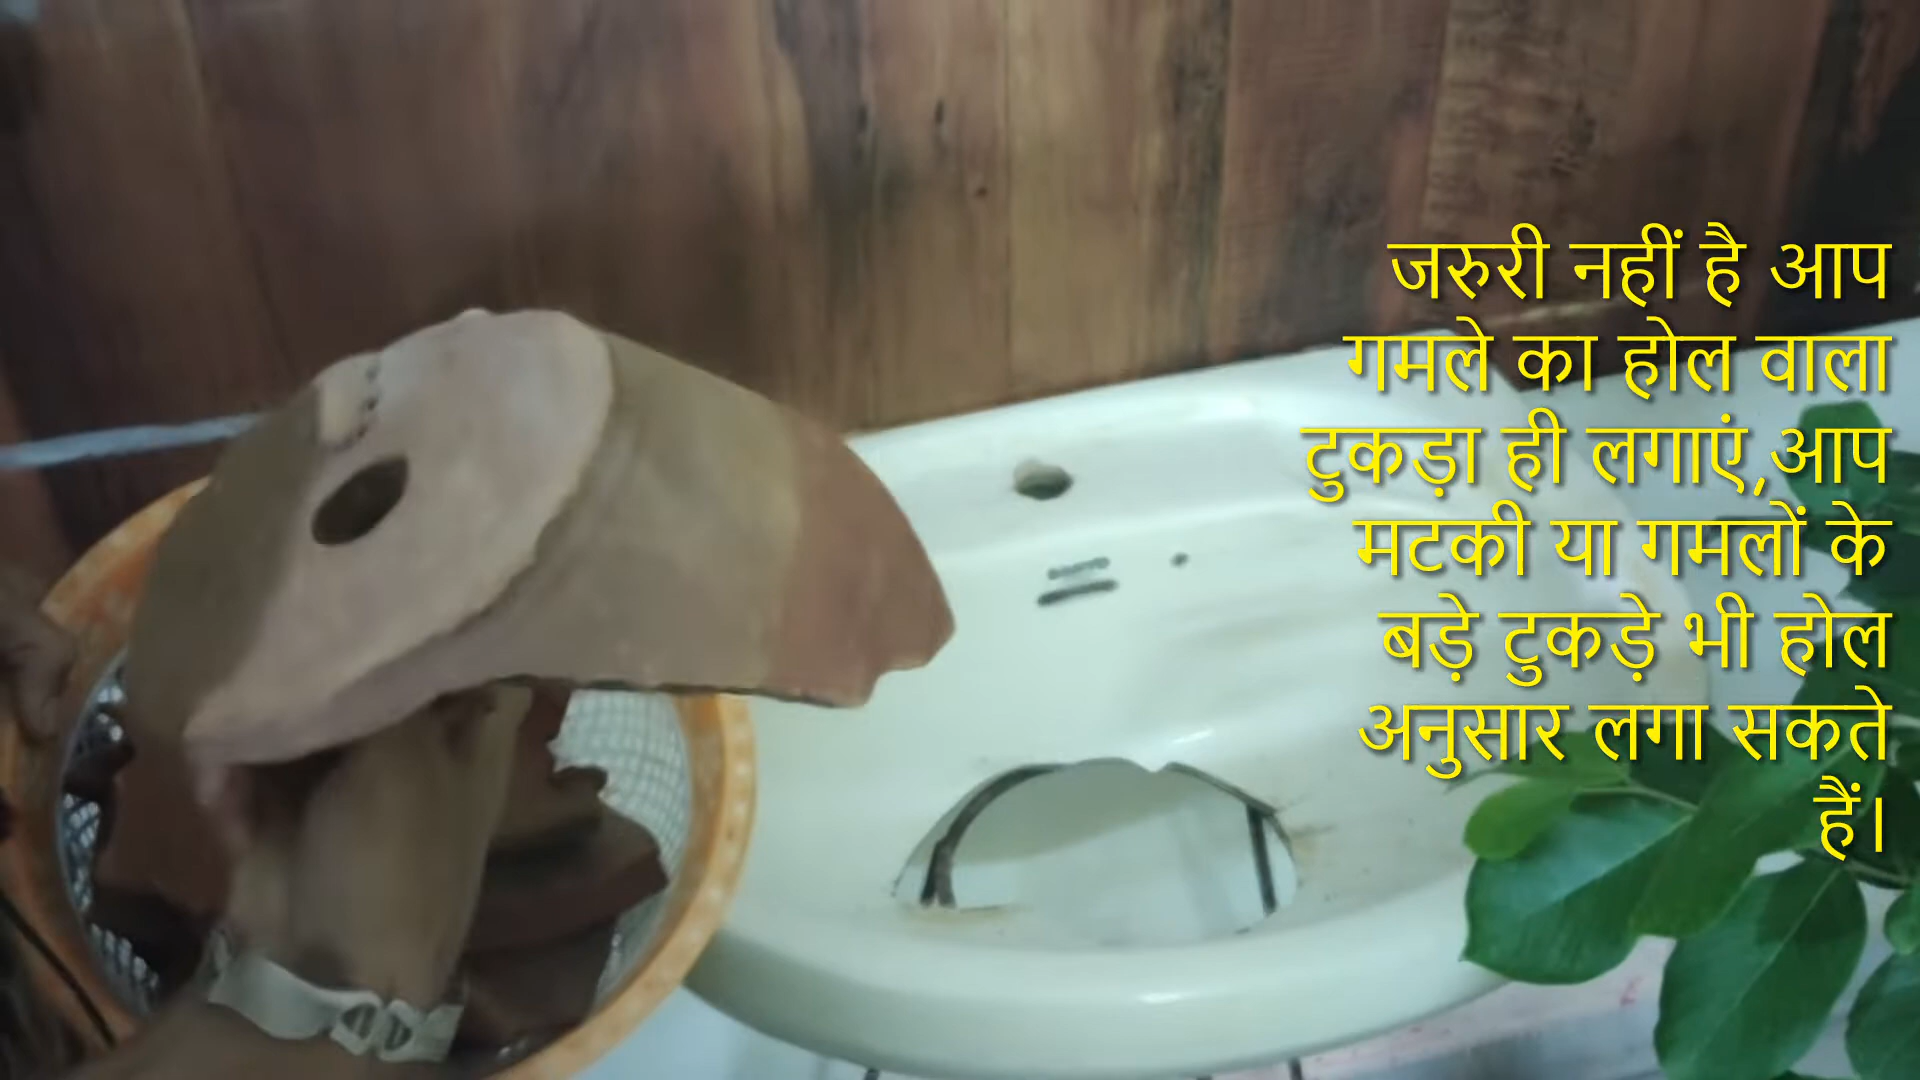 जरुरी नहीं है आप
गमले का होल वाला
टुकड़ा ही लगाएं,आप
मटकी या गमलों के
बड़े टुकड़े भी होल
अनुसार लगा सकते
हैं।